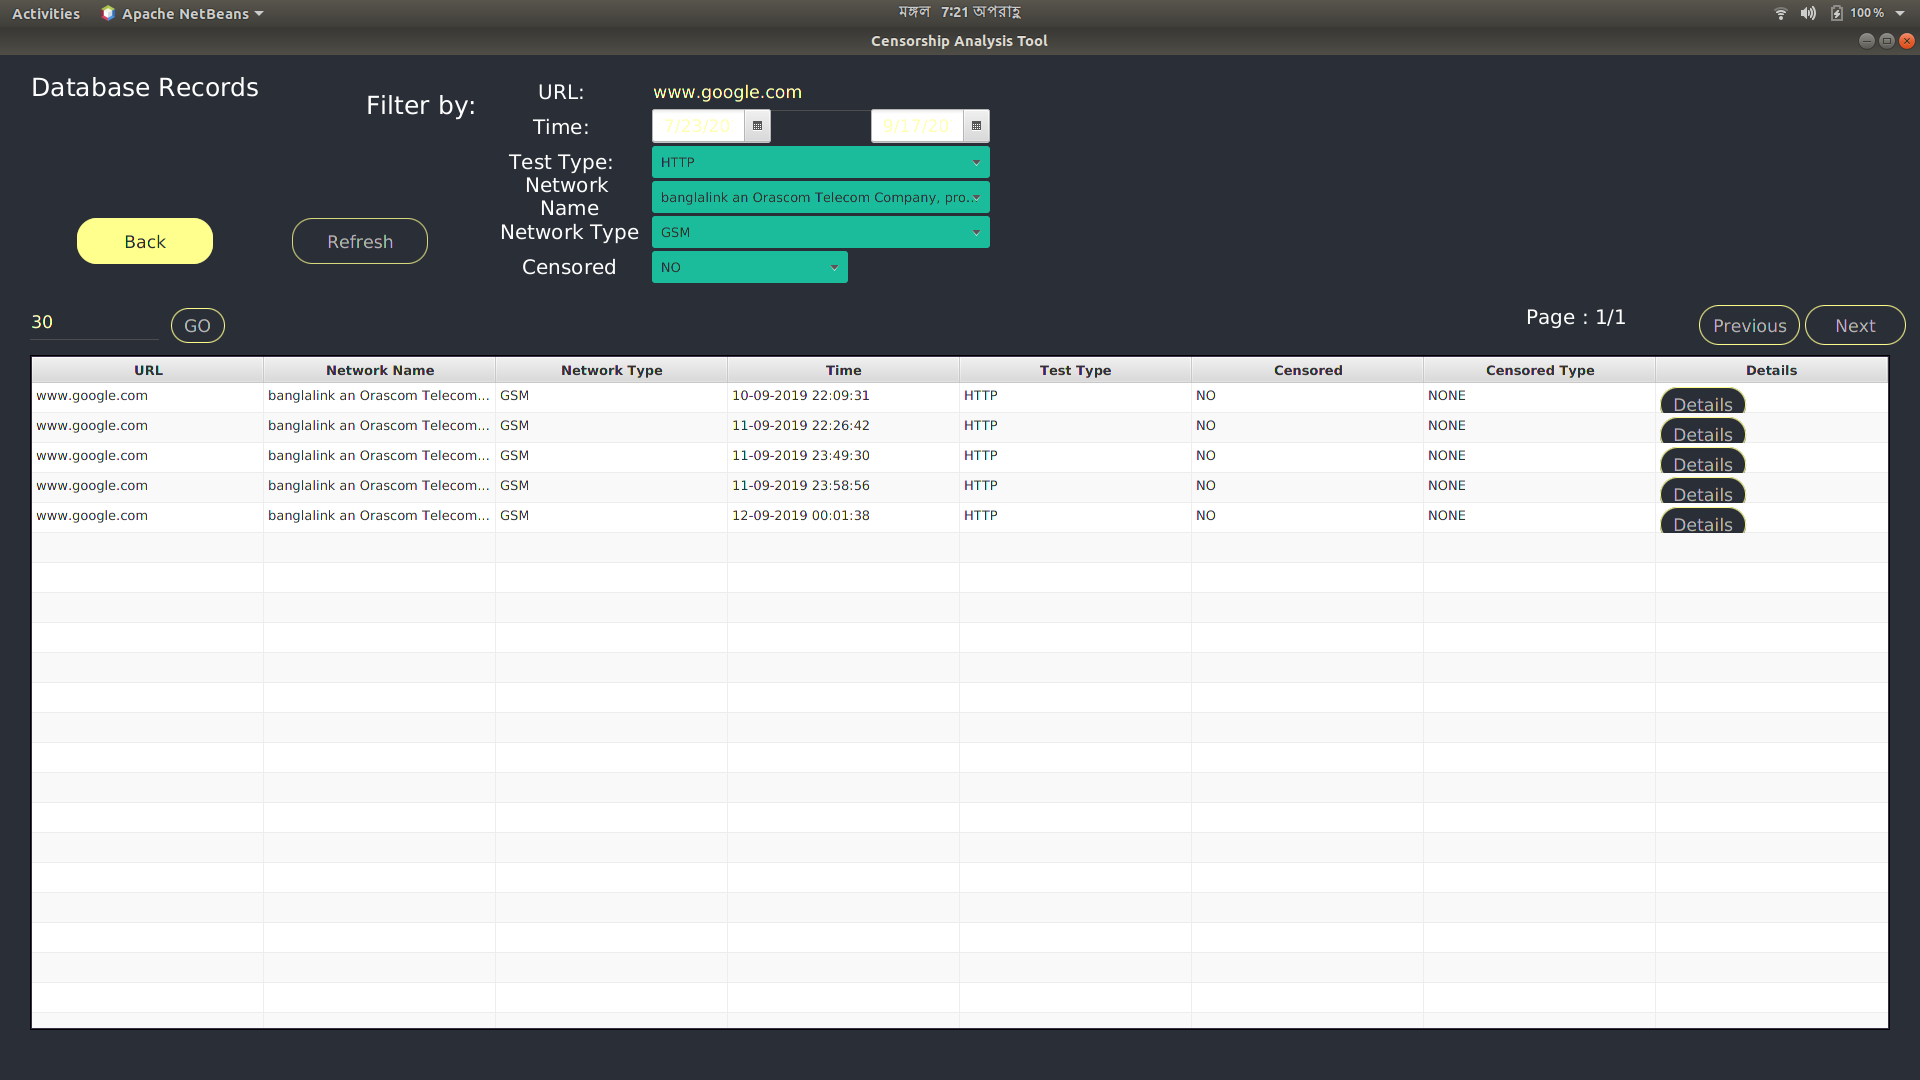 Activities Apache NetBeans মঙ্গল 7:21 অপরাহ্ণ 100%
Censorship Analysis Tool
Database Records
Filter by:
URL: www.google.com
Time: 7/23/20 9/17/20
Test Type: HTTP
Network Name banglalink an Orascom Telecom Company, pro...
Network Type GSM
Censored NO
Back Refresh
30 GO Page : 1/1 Previous Next
URL Network Name Network Type Time Test Type Censored Censored Type Details
www.google.com banglalink an Orascom Telecom... GSM 10-09-2019 22:09:31 HTTP NO NONE Details
www.google.com banglalink an Orascom Telecom... GSM 11-09-2019 22:26:42 HTTP NO NONE Details
www.google.com banglalink an Orascom Telecom... GSM 11-09-2019 23:49:30 HTTP NO NONE Details
www.google.com banglalink an Orascom Telecom... GSM 11-09-2019 23:58:56 HTTP NO NONE Details
www.google.com banglalink an Orascom Telecom... GSM 12-09-2019 00:01:38 HTTP NO NONE Details